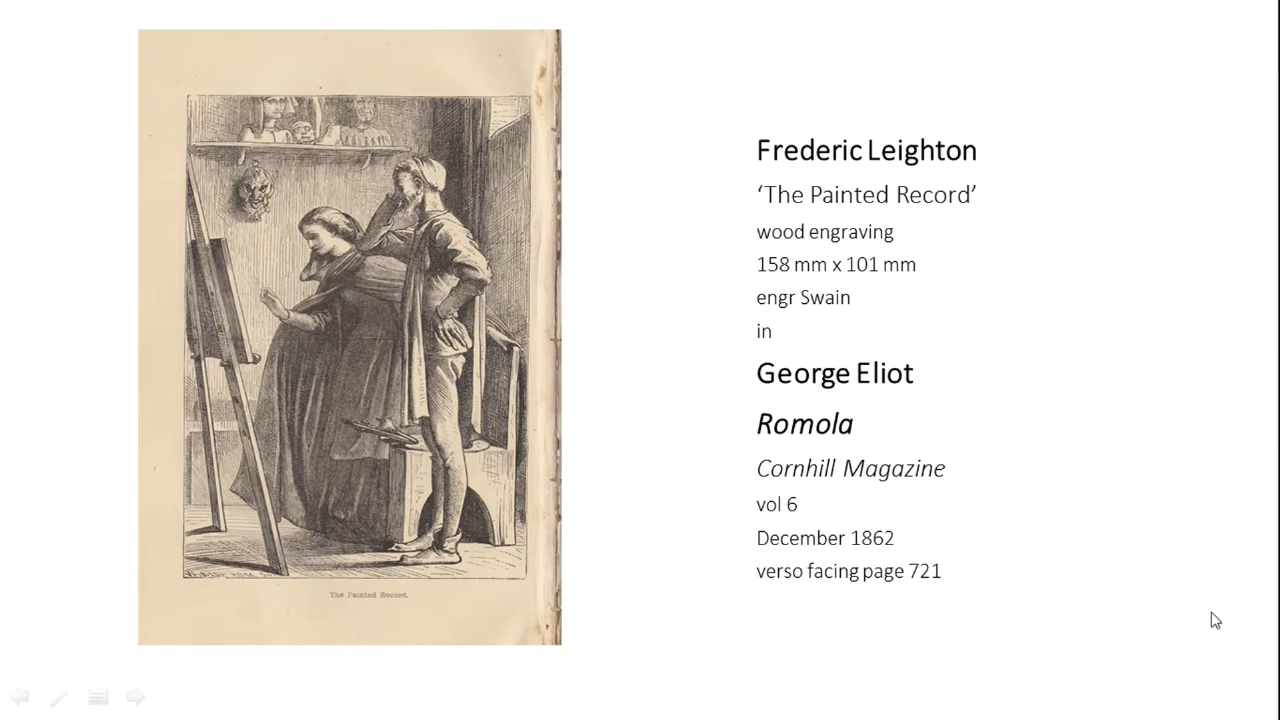 The Painted Record.
Frederic Leighton
‘The Painted Record’
wood engraving
158 mm x 101 mm
engr Swain
in
George Eliot
Romola
Cornhill Magazine
vol 6
December 1862
verso facing page 721